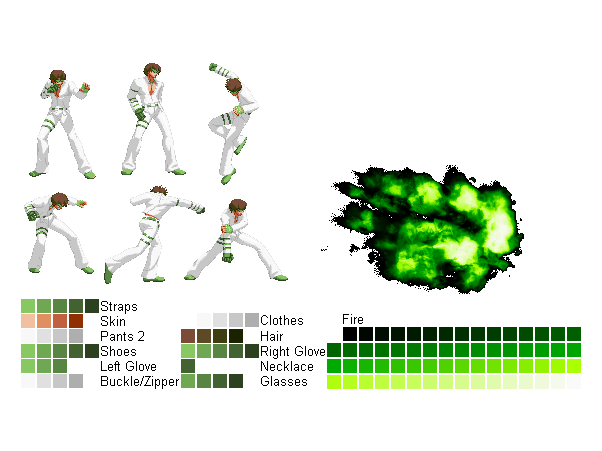 Straps
Skin
Pants 2
Shoes
Left Glove
Buckle/Zipper
Clothes
Hair
Right Glove
Necklace
Glasses
Fire